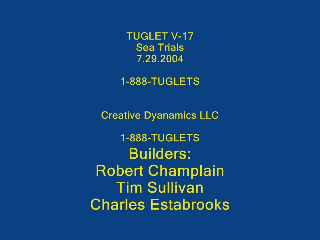 TUGLET V-17
Sea Trials
7.29.2004
1-888-TUGLETS
Creative Dyanamics LLC
1-888-TUGLETS
Builders:
Robert Champlain
Tim Sullivan
Charles Estabrooks